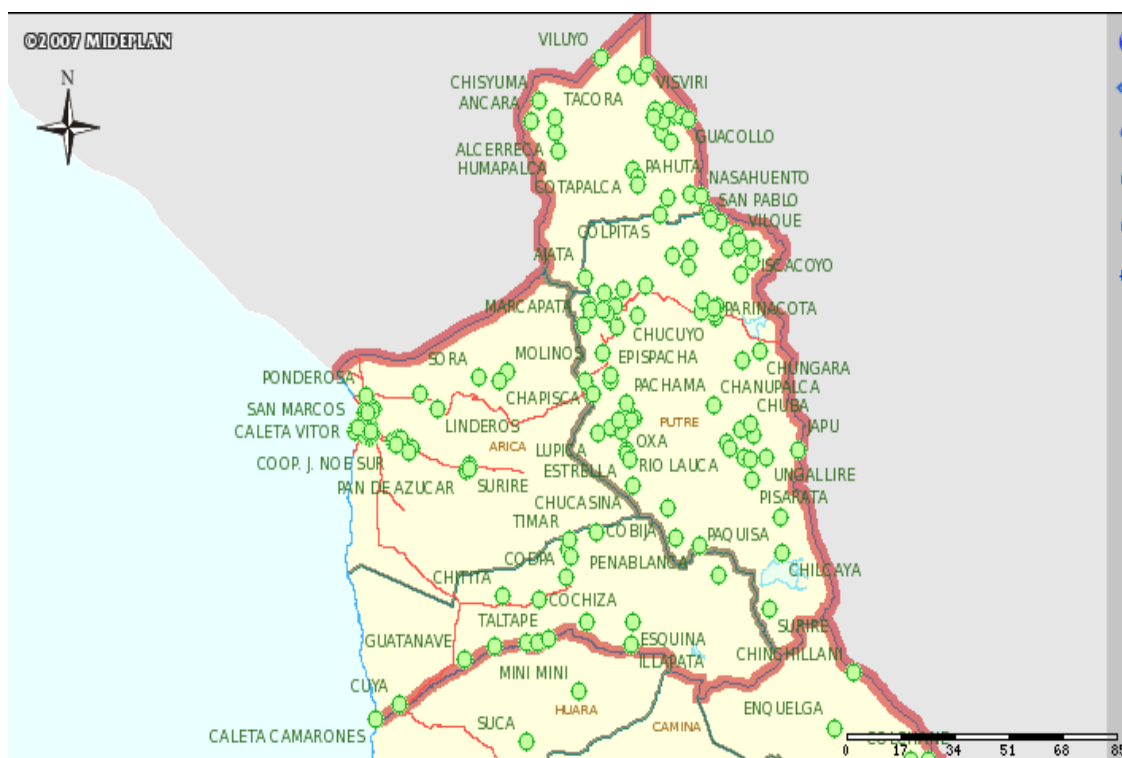 ©2007 MIDEPLAN
N
VILUYO
CHISYUMA
VISVIRI
ANCARA
TACORA
GUACOLLO
ALCERRECA
HUMAPALCA
PAHUTA
COTAPALCA
NASAHUENTO
SAN PABLO
VILQUE
COLPITAS
AJATA
ISCACOYO
MARCAPATA
PARINACOTA
CHUCUYO
SORA
MOLINOS
EPISPACHA
CHUNGARA
PONDEROSA
PACHAMA
CHANUPALCA
CHAPISCA
CHUBA
SAN MARCOS
LINDEROS
PUTRE
JAPU
CALETA VITOR
ARICA
LUPICA
OXA
COOP. J. NOE SUR
ESTRELLA
RIO LAUCA
UNGALLIRE
PAN DE AZUCAR
SURIRE
PISARATA
CHUCASINA
TIMAR
COBIJA
PAQUISA
CODPA
PENABLANCA
CHILCAYA
CHITITA
COCHIZA
TALTAPE
SURIRE
GUATANAVE
ESQUINA
ILLAPATA
CHINGHILLANI
MINI MINI
CUYA
HUARA
ENQUELGA
SUCA
CAMINA
CALETA CAMARONES
COLCHANE
0 17 34 51 68 85